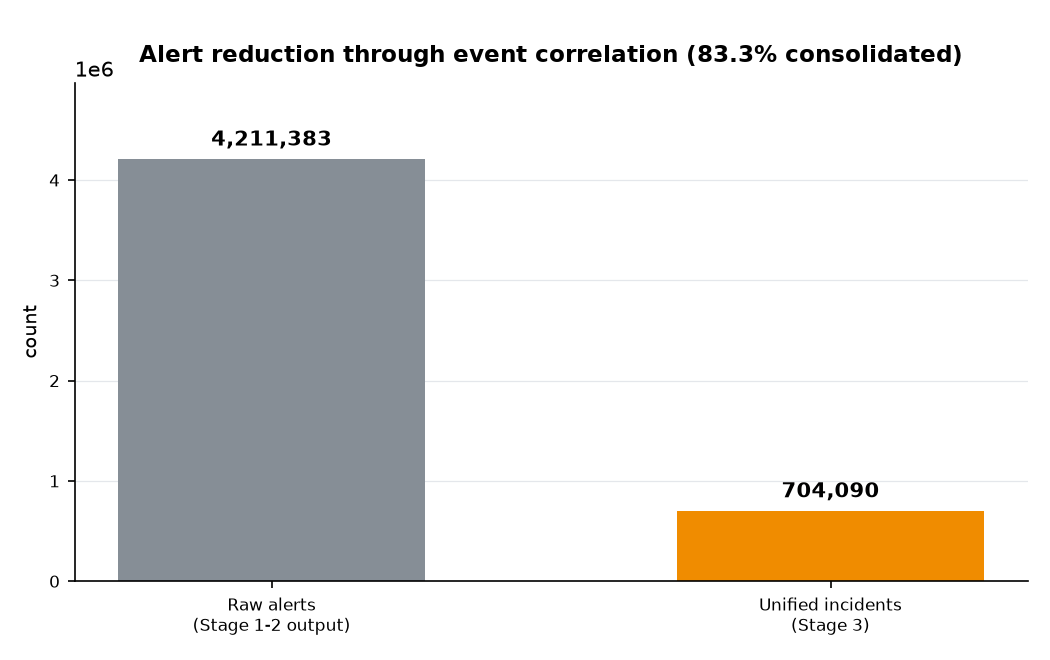 Alert reduction through event correlation (83.3% consolidated)
1e6
4,211,383
4
3
count
2
704,090
1
0
Raw alerts
(Stage 1-2 output)
Unified incidents
(Stage 3)